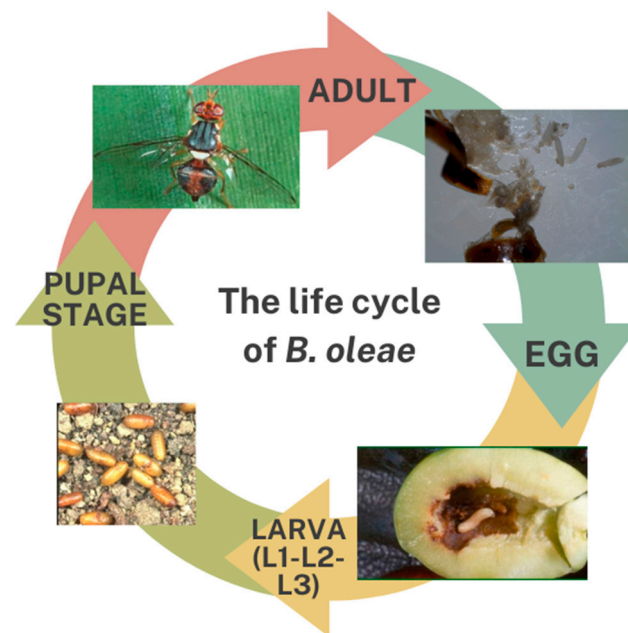 ADULT
PUPAL
STAGE
The life cycle
of B. oleae
EGG
LARVA
(L1-L2-
L3)